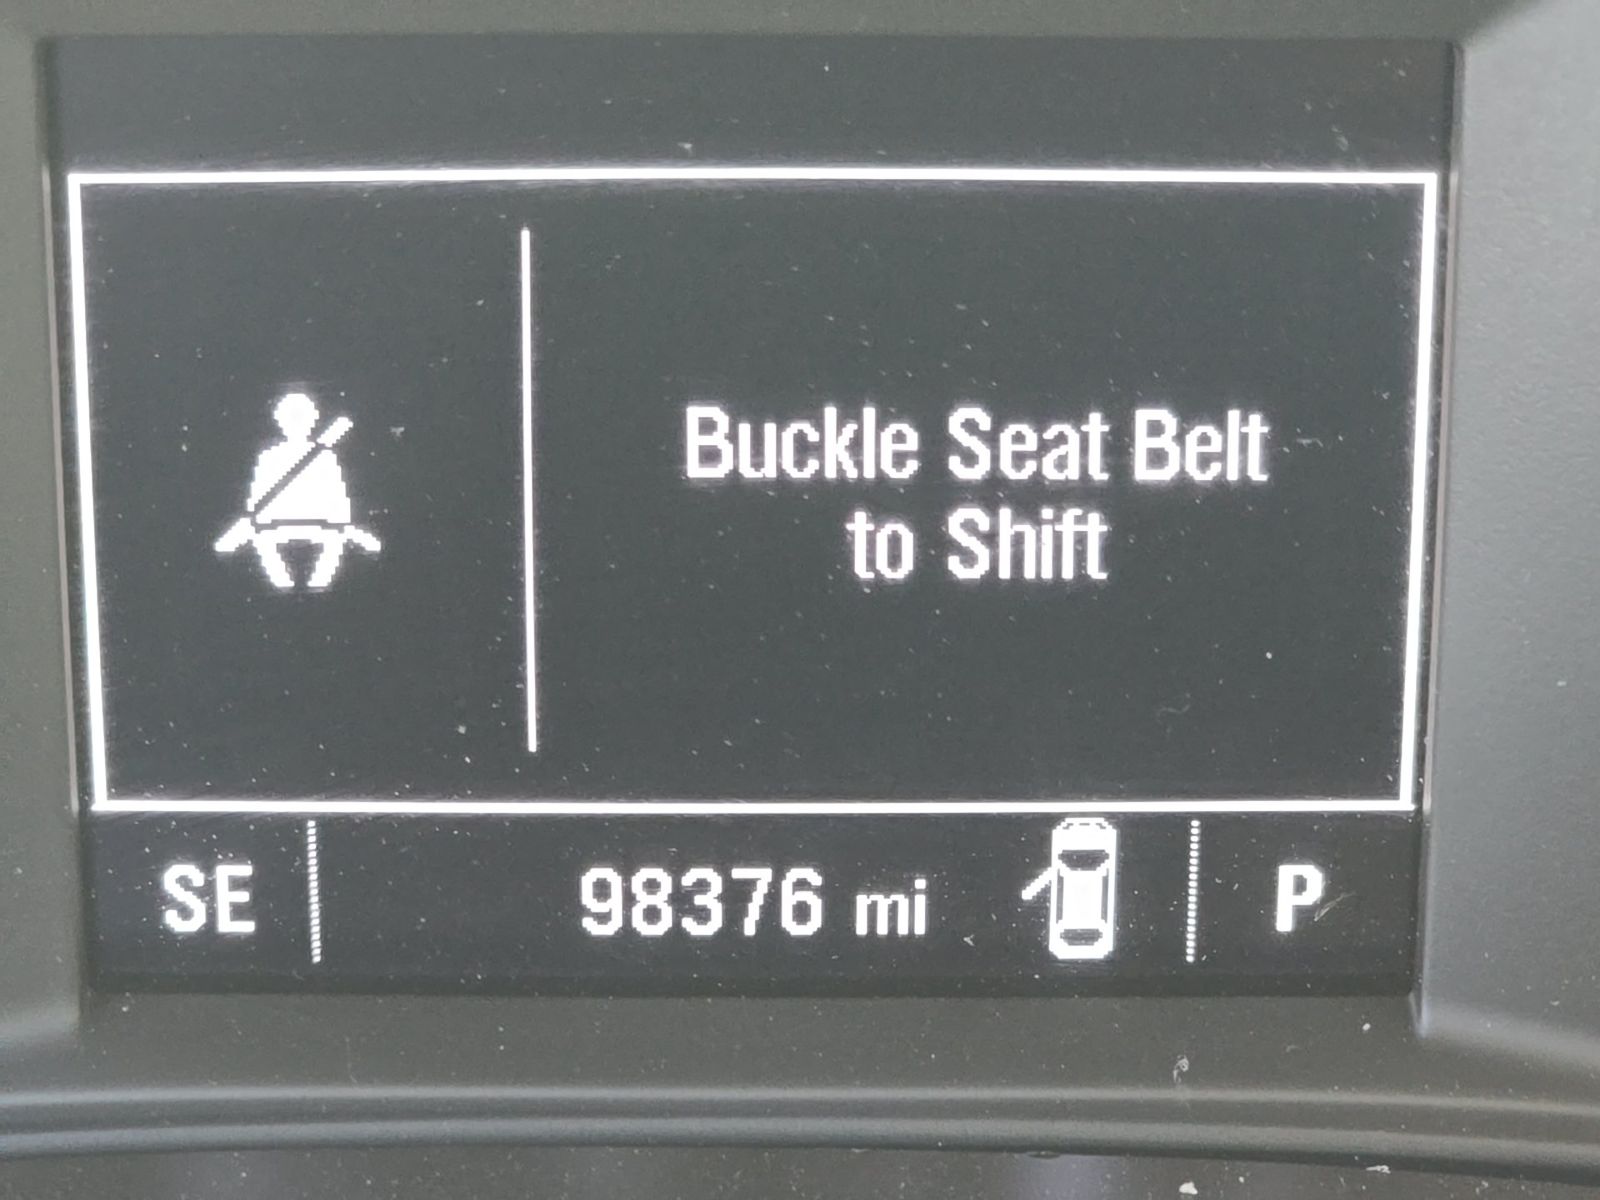 Buckle Seat Belt
to Shift
SE 98376 mi P